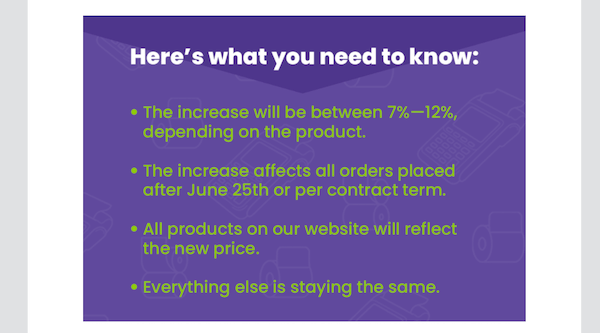 Here’s what you need to know:
• The increase will be between 7%—12%,
depending on the product.
• The increase affects all orders placed
after June 25th or per contract term.
• All products on our website will reflect
the new price.
• Everything else is staying the same.